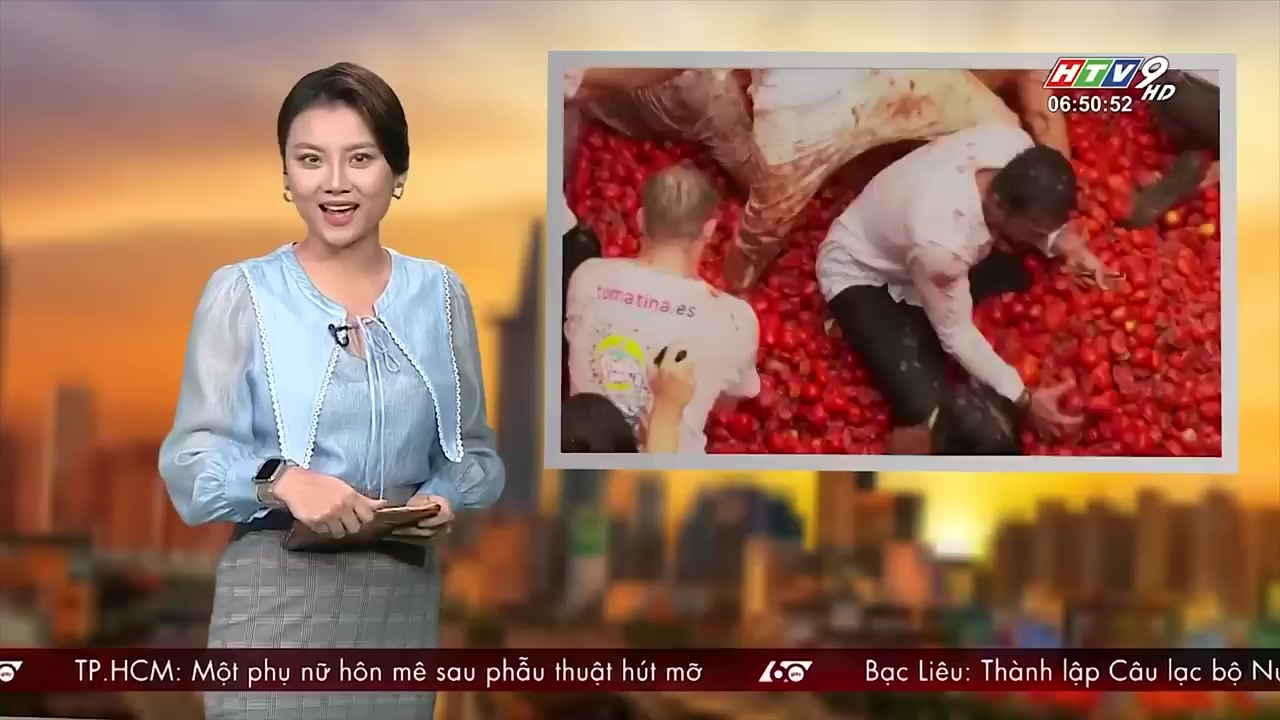 HTV9
HD
06:50:52
tomatina.es
TP.HCM: Một phụ nữ hôn mê sau phẫu thuật hút mỡ
60
Bạc Liêu: Thành lập Câu lạc bộ